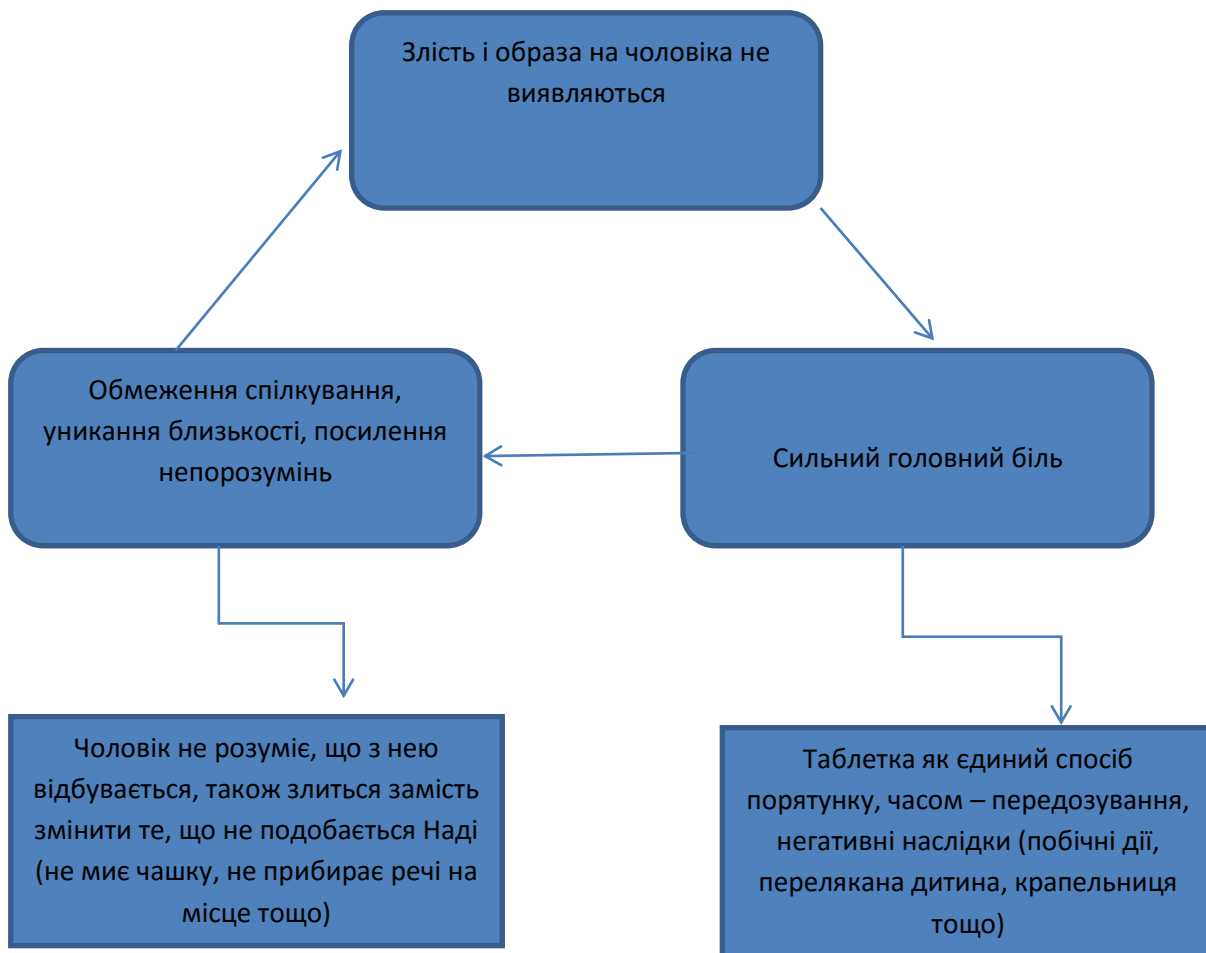 Злість і образа на чоловіка не
виявляються
Обмеження спілкування,
уникання близькості, посилення
непорозумінь
Сильний головний біль
Чоловік не розуміє, що з нею
відбувається, також злиться замість
змінити те, що не подобається Наді
(не миє чашку, не прибирає речі на
місце тощо)
Таблетка як єдиний спосіб
порятунку, часом – передозування,
негативні наслідки (побічні дії,
перелякана дитина, крапельниця
тощо)